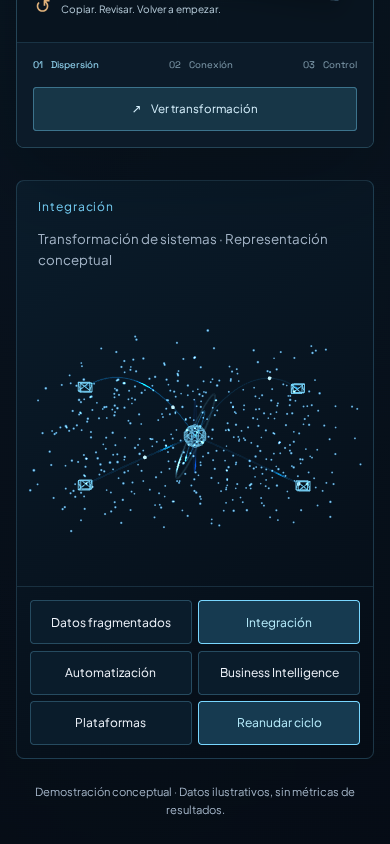 Copiar. Revisar. Volver a empezar.
01 Dispersión
02 Conexión
03 Control
↗ Ver transformación
Integración
Transformación de sistemas · Representación
conceptual
Datos fragmentados
Integración
Automatización
Business Intelligence
Plataformas
Reanudar ciclo
Demostración conceptual · Datos ilustrativos, sin métricas de
resultados.